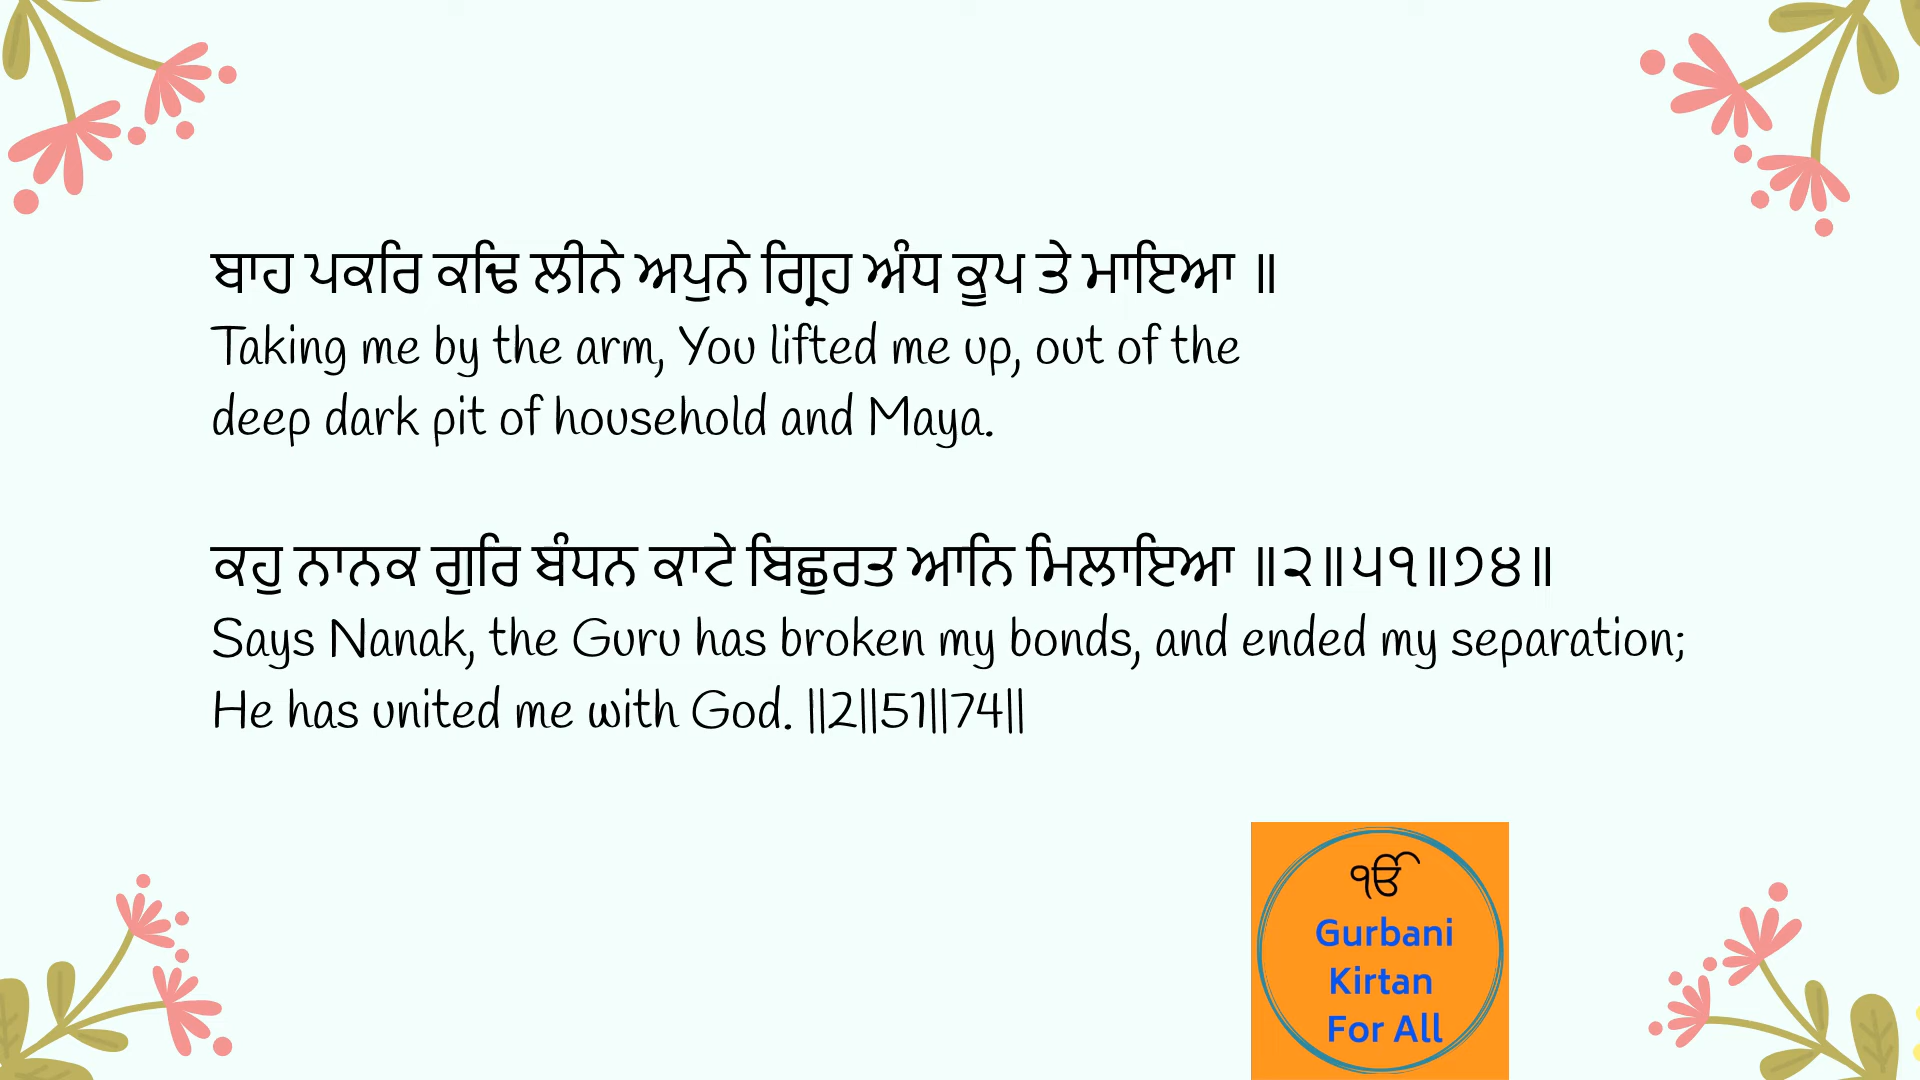 ਬਾਹ ਪਕਰਿ ਕਢਿ ਲੀਨੇ ਅਪੁਨੇ ਗ੍ਰਿਹ ਅੰਧ ਕੂਪ ਤੇ ਮਾਇਆ ॥
Taking me by the arm, You lifted me up, out of the
deep dark pit of household and Maya.
ਕਹੁ ਨਾਨਕ ਗੁਰਿ ਬੰਧਨ ਕਾਟੇ ਬਿਛੁਰਤ ਆਨਿ ਮਿਲਾਇਆ ॥੨॥੫੧॥੭੪॥
Says Nanak, the Guru has broken my bonds, and ended my separation;
He has united me with God. ||2||51||74||
ੴ
Gurbani
Kirtan
For All